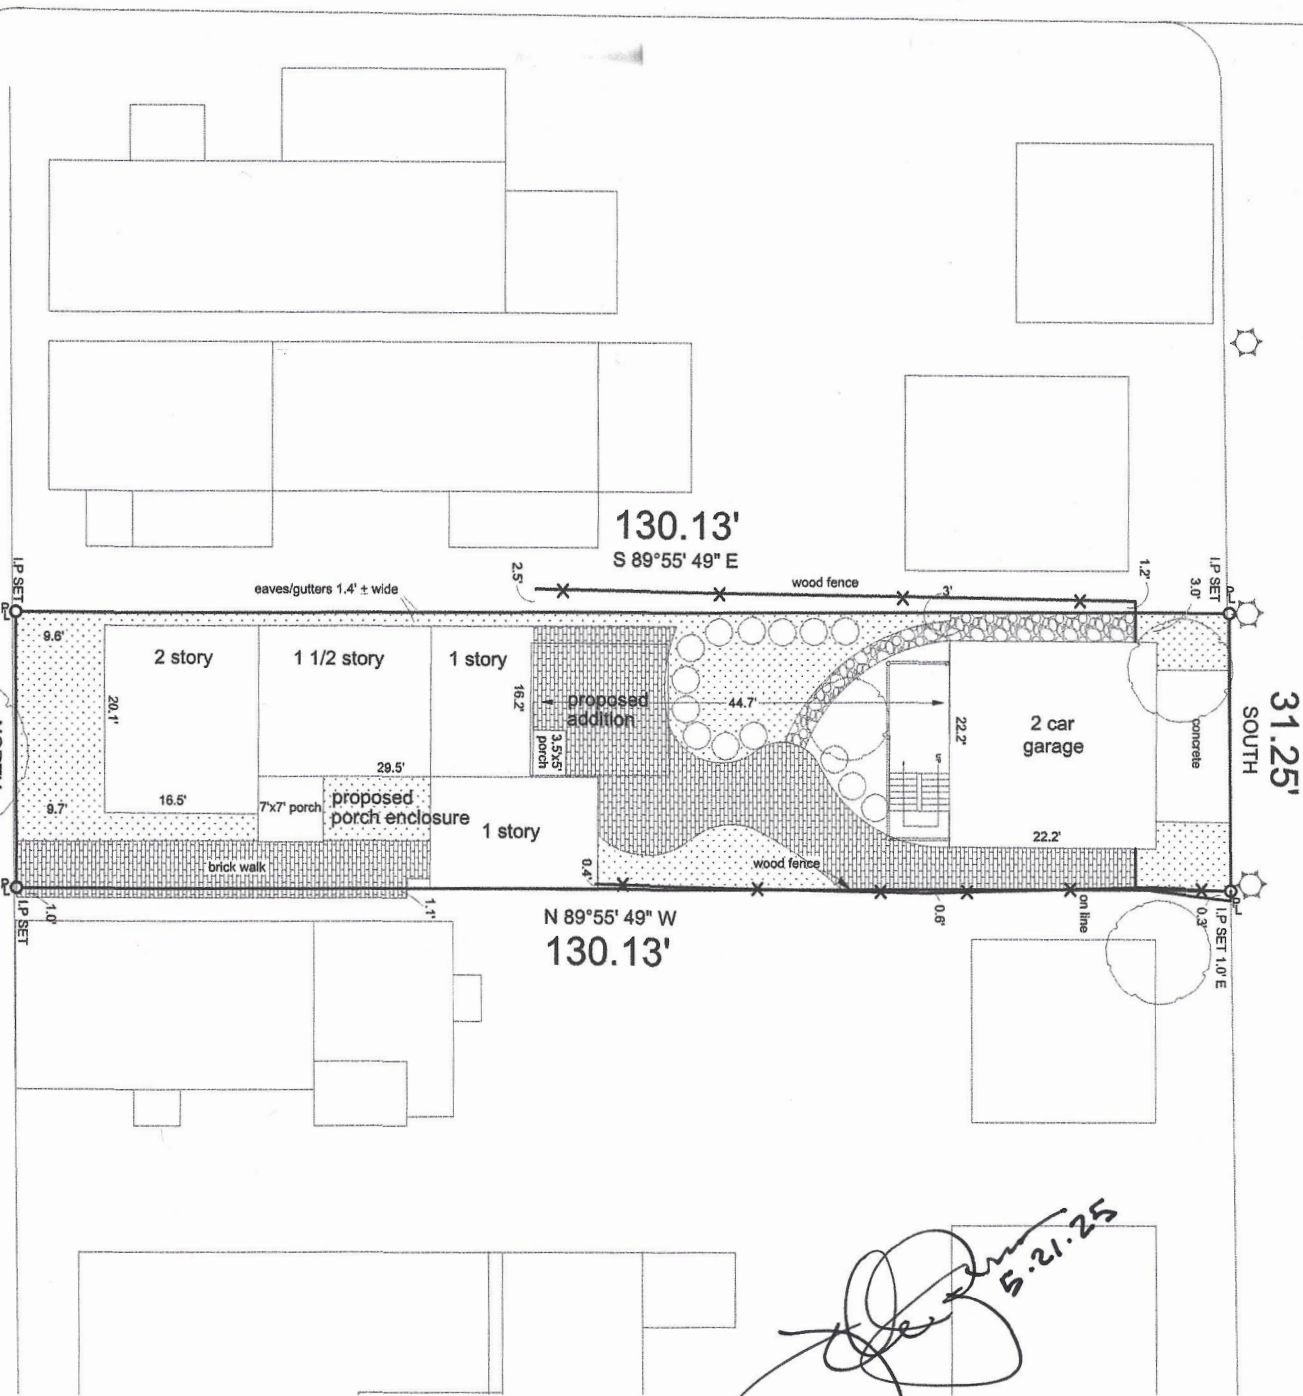 130.13'
S 89°55' 49" E
I.P SET
2.5'
eaves/gutters 1.4' ± wide
wood fence
3'
1.2'
3.0'
I.P SET
PL
PL
9.6'
2 story
1 1/2 story
1 story
16.2'
proposed
addition
44.7'
22.2'
2 car
garage
concrete
31.25'
SOUTH
20.1'
3.5'x5'
porch
UP
29.5'
16.5'
7'x7' porch
proposed
porch enclosure
9.7'
1 story
22.2'
brick walk
wood fence
0.4'
PL
PL
I.P SET
1.0'
1.1'
N 89°55' 49" W
130.13'
0.6'
on line
0.3'
I.P SET 1.0' E
5.21.25